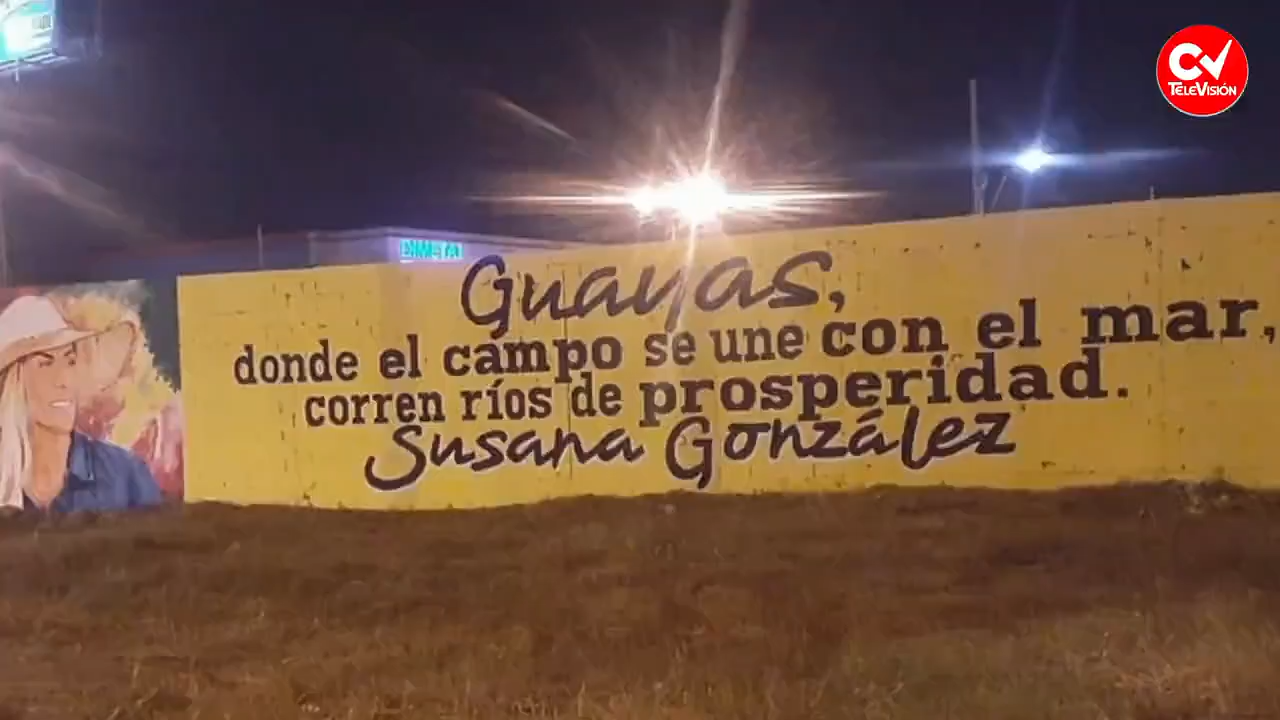 CV
TELEVISIÓN
Guayas,
donde el campo se une con el mar,
corren ríos de prosperidad.
Susana González